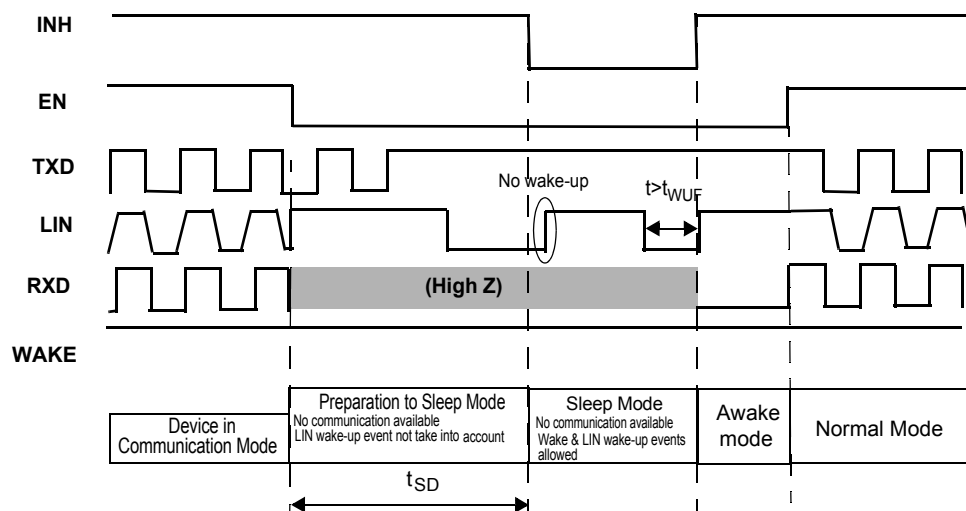 INH
EN
TXD
No wake-up
t>tWUF
LIN
RXD
(High Z)
WAKE
Device in
Communication Mode
Preparation to Sleep Mode
No communication available
LIN wake-up event not take into account
Sleep Mode
No communication available
Wake & LIN wake-up events
allowed
Awake
mode
Normal Mode
tSD